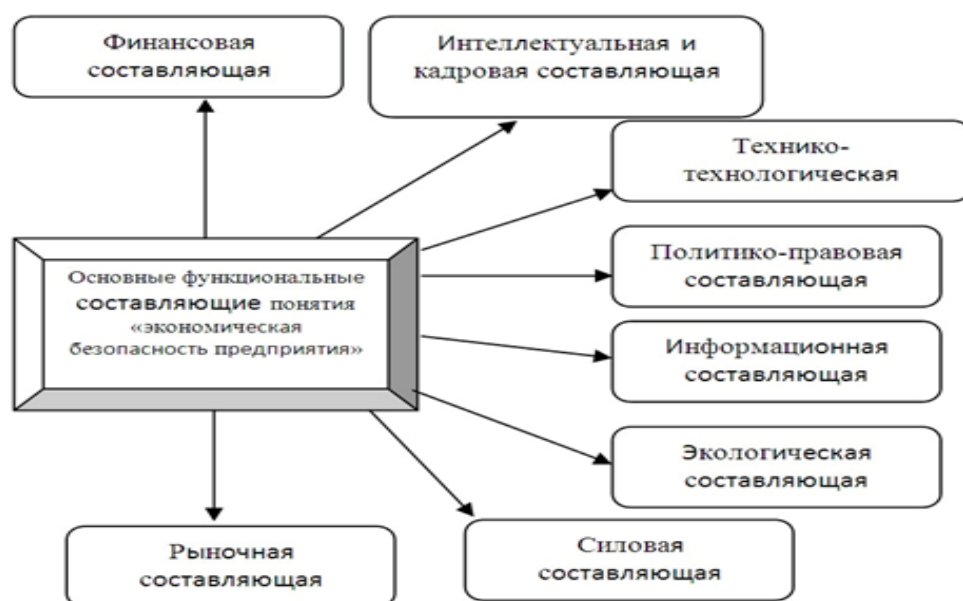 Финансовая
составляющая
Интеллектуальная и
кадровая составляющая
Технико-
технологическая
Основные функциональные
составляющие понятия
«экономическая
безопасность предприятия»
Политико-правовая
составляющая
Информационная
составляющая
Экологическая
составляющая
Силовая
составляющая
Рыночная
составляющая